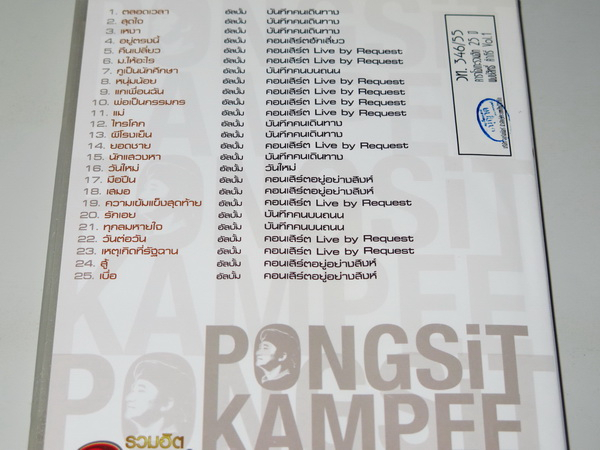 1. ตลอดเวลา อัลบั้ม บันทึกคนเดินทาง
2. สุดใจ อัลบั้ม บันทึกคนเดินทาง
3. เหงา อัลบั้ม บันทึกคนเดินทาง
4. อยู่ตรงนี้ อัลบั้ม คอนเสิร์ตอักเสี้ยว
5. คืนเปลี่ยว อัลบั้ม คอนเสิร์ต Live by Request
6. ม.ให้อะไร อัลบั้ม คอนเสิร์ต Live by Request
7. กูเป็นนักศึกษา อัลบั้ม บันทึกคนบนถนน
8. หนุ่มน้อย อัลบั้ม คอนเสิร์ต Live by Request
9. แก่เพื่อนวัน อัลบั้ม คอนเสิร์ต Live by Request
10. พ่อเป็นกรรมกร อัลบั้ม คอนเสิร์ต Live by Request
11. แม่ อัลบั้ม คอนเสิร์ต Live by Request
12. ไทรโศก อัลบั้ม บันทึกคนเดินทาง
13. ผีโรงเย็น อัลบั้ม บันทึกคนเดินทาง
14. ยอดชาย อัลบั้ม คอนเสิร์ต Live by Request
15. นักแสวงหา อัลบั้ม บันทึกคนเดินทาง
16. วันใหม่ อัลบั้ม วันใหม่
17. มือปืน อัลบั้ม คอนเสิร์ตอยู่อย่างสิงห์
18. เสมอ อัลบั้ม คอนเสิร์ตอยู่อย่างสิงห์
19. ความเข้มแข็งสุดท้าย อัลบั้ม คอนเสิร์ต Live by Request
20. รักเอย อัลบั้ม บันทึกคนบนถนน
21. ทุกลมหายใจ อัลบั้ม บันทึกคนบนถนน
22. วันต่อวัน อัลบั้ม คอนเสิร์ต Live by Request
23. เหตุเกิดที่รัฐฉาน อัลบั้ม คอนเสิร์ต Live by Request
24. สู้ อัลบั้ม คอนเสิร์ตอยู่อย่างสิงห์
25. เบื่อ อัลบั้ม คอนเสิร์ตอยู่อย่างสิงห์
วท. 546/55
PONGSiT
KAMPEE
รวมฮิต